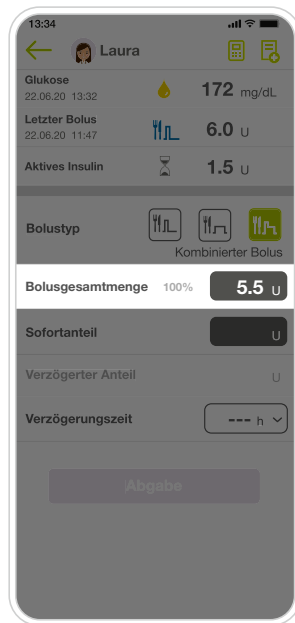 13:34
Laura
Glukose
22.06.20 13:32
172 mg/dL
Letzter Bolus
22.06.20 11:47
6.0 U
Aktives Insulin
1.5 U
Bolustyp
Kombinierter Bolus
Bolusgesamtmenge 100% 5.5 U
Sofortanteil U
Verzögerter Anteil U
Verzögerungszeit --- h
Abgabe